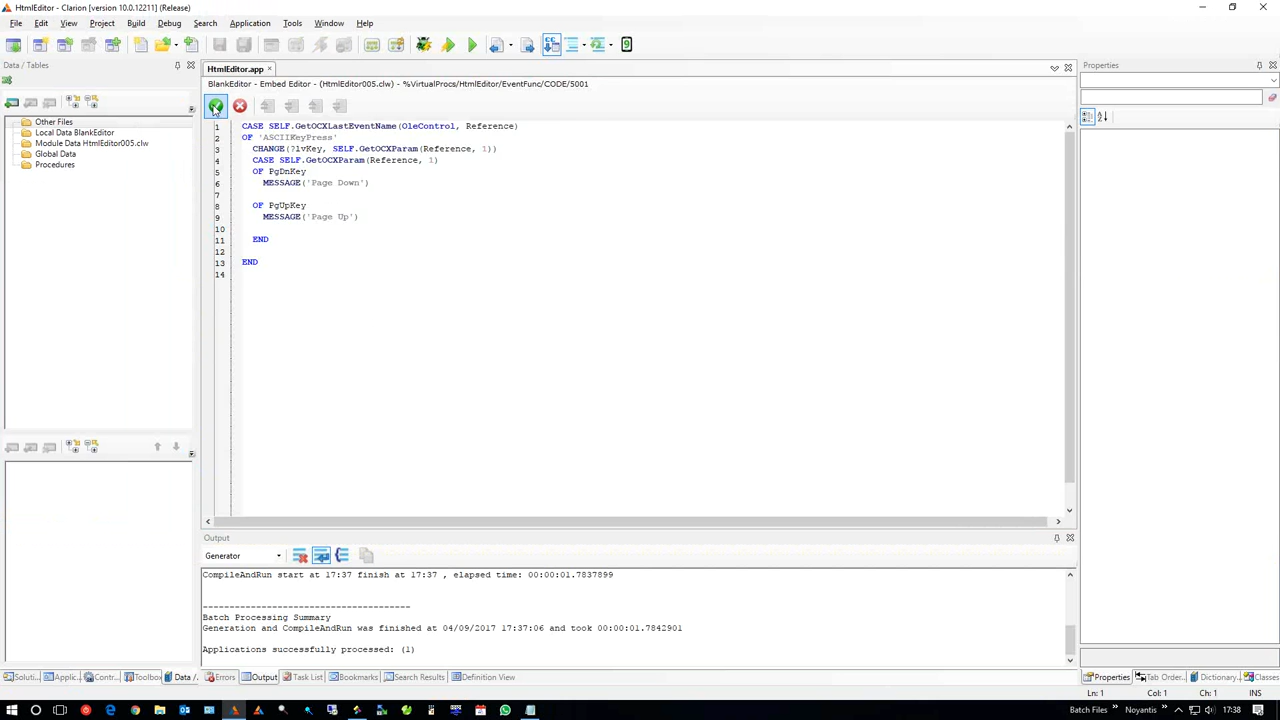 HtmlEditor - Clarion [version 10.0.12211] (Release)
File Edit View Project Build Debug Search Application Tools Window Help
Data / Tables
HtmlEditor.app
Properties
BlankEditor - Embed Editor - (HtmlEditor005.clw) - %VirtualProcs/HtmlEditor/EventFunc/CODE/5001
Other Files
Local Data BlankEditor
Module Data HtmlEditor005.clw
Global Data
Procedures
1 CASE SELF.GetOCXLastEventName(OleControl, Reference)
2 OF 'ASCIIKeyPress'
3 CHANGE(?lvKey, SELF.GetOCXParam(Reference, 1))
4 CASE SELF.GetOCXParam(Reference, 1)
5 OF PgDnKey
6 MESSAGE('Page Down')
7
8 OF PgUpKey
9 MESSAGE('Page Up')
10
11 END
12
13 END
14
Output
Generator
CompileAndRun start at 17:37 finish at 17:37 , elapsed time: 00:00:01.7837899
--------------------------------------
Batch Processing Summary
Generation and CompileAndRun was finished at 04/09/2017 17:37:06 and took 00:00:01.7842901
Applications successfully processed: (1)
Soluti... Applic... Contr... Toolbox Data /... Errors Output Task List Bookmarks Search Results Definition View Properties Tab Order... Dictionary... Classes
Ln: 1 Col: 1 Ch: 1 INS
Batch Files Noyantis 17:38